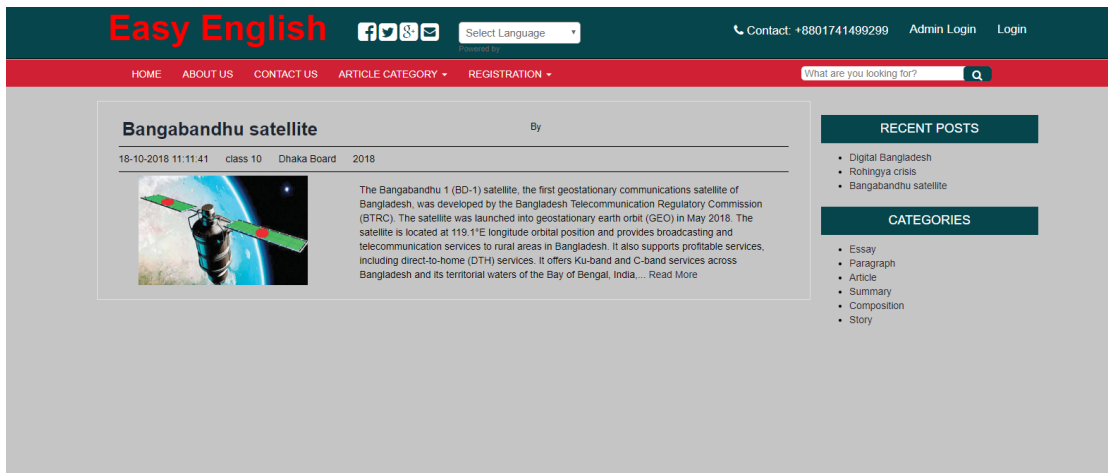 Easy English
Select Language
Powered by
Contact: +8801741499299 Admin Login Login
HOME ABOUT US CONTACT US ARTICLE CATEGORY REGISTRATION
What are you looking for?
Bangabandhu satellite
By
18-10-2018 11:11:41 class 10 Dhaka Board 2018
The Bangabandhu 1 (BD-1) satellite, the first geostationary communications satellite of
Bangladesh, was developed by the Bangladesh Telecommunication Regulatory Commission
(BTRC). The satellite was launched into geostationary earth orbit (GEO) in May 2018. The
satellite is located at 119.1°E longitude orbital position and provides broadcasting and
telecommunication services to rural areas in Bangladesh. It also supports profitable services,
including direct-to-home (DTH) services. It offers Ku-band and C-band services across
Bangladesh and its territorial waters of the Bay of Bengal, India,... Read More
RECENT POSTS
Digital Bangladesh
Rohingya crisis
Bangabandhu satellite
CATEGORIES
Essay
Paragraph
Article
Summary
Composition
Story